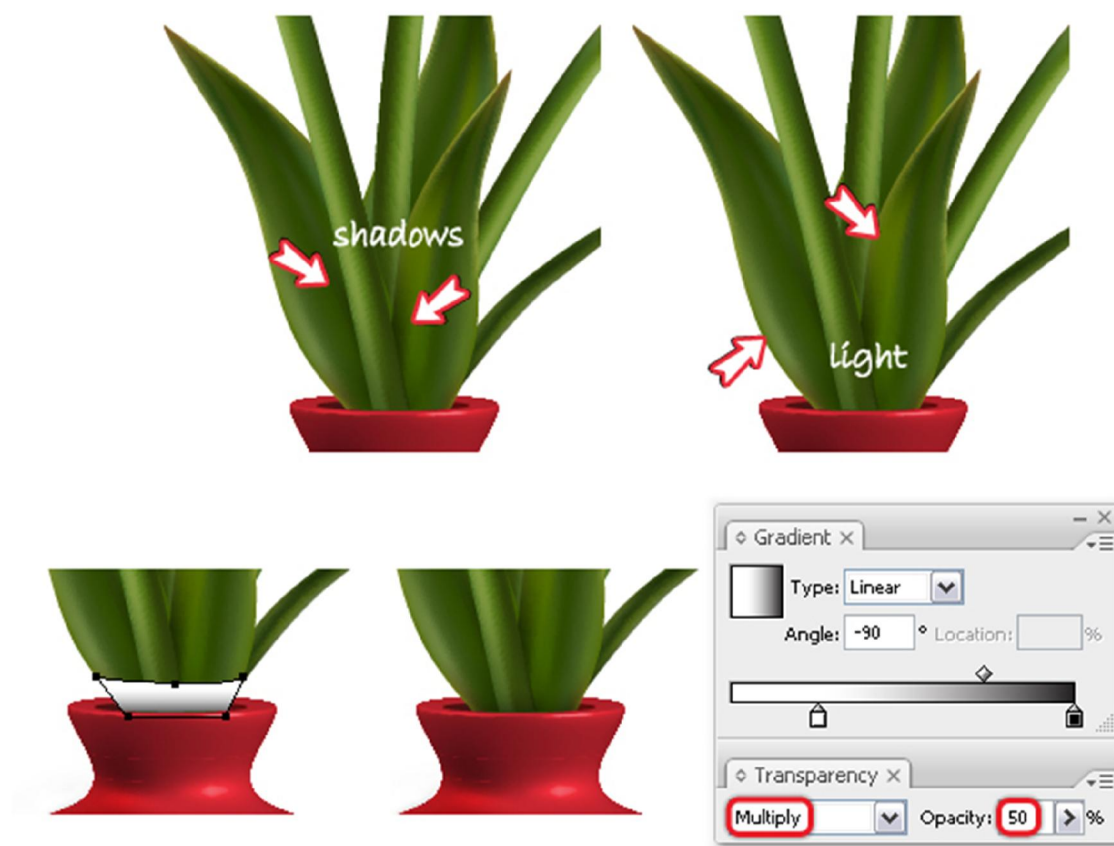 shadows
light
Gradient
Type: Linear
Angle: -90 ° Location: %
Transparency
Multiply Opacity: 50 %